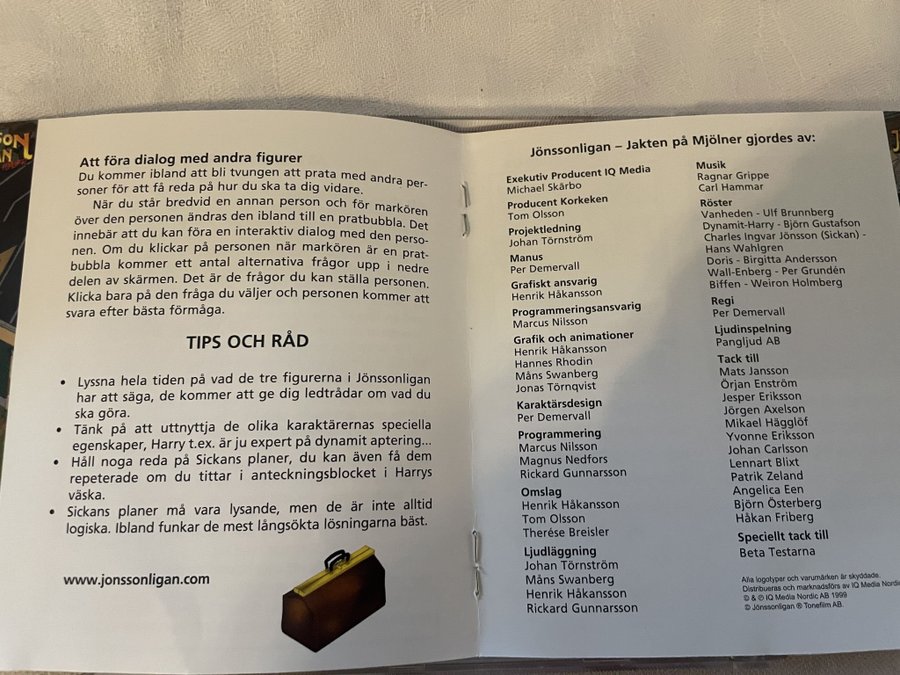 SON
AN
Att föra dialog med andra figurer
Du kommer ibland att bli tvungen att prata med andra per-
soner för att få reda på hur du ska ta dig vidare.
När du står bredvid en annan person och för markören
över den personen ändras den ibland till en pratbubbla. Det
innebär att du kan föra en interaktiv dialog med den perso-
nen. Om du klickar på personen när markören är en prat-
bubbla kommer ett antal alternativa frågor upp i nedre
delen av skärmen. Det är de frågor du kan ställa personen.
Klicka bara på den fråga du väljer och personen kommer att
svara efter bästa förmåga.
TIPS OCH RÅD
• Lyssna hela tiden på vad de tre figurerna i Jönssonligan
har att säga, de kommer att ge dig ledtrådar om vad du
ska göra.
• Tänk på att uttnyttja de olika karaktärernas speciella
egenskaper, Harry t.ex. är ju expert på dynamit aptering...
• Håll noga reda på Sickans planer, du kan även få dem
repeterade om du tittar i anteckningsblocket i Harrys
väska.
• Sickans planer må vara lysande, men de är inte alltid
logiska. Ibland funkar de mest långsökta lösningarna bäst.
www.jonssonligan.com
Jönssonligan – Jakten på Mjölner gjordes av:
Exekutiv Producent IQ Media
Michael Skärbo
Producent Korkeken
Tom Olsson
Projektledning
Johan Törnström
Manus
Per Demervall
Grafiskt ansvarig
Henrik Håkansson
Programmeringsansvarig
Marcus Nilsson
Grafik och animationer
Henrik Håkansson
Hannes Rhodin
Måns Swanberg
Jonas Törnqvist
Karaktärsdesign
Per Demervall
Programmering
Marcus Nilsson
Magnus Nedfors
Rickard Gunnarsson
Omslag
Henrik Håkansson
Tom Olsson
Therése Breisler
Ljudläggning
Johan Törnström
Måns Swanberg
Henrik Håkansson
Rickard Gunnarsson
Musik
Ragnar Grippe
Carl Hammar
Röster
Vanheden - Ulf Brunnberg
Dynamit-Harry - Björn Gustafson
Charles Ingvar Jönsson (Sickan) -
Hans Wahlgren
Doris - Birgitta Andersson
Wall-Enberg - Per Grundén
Biffen - Weiron Holmberg
Regi
Per Demervall
Ljudinspelning
Pangljud AB
Tack till
Mats Jansson
Örjan Enström
Jesper Eriksson
Jörgen Axelson
Mikael Hägglöf
Yvonne Eriksson
Johan Carlsson
Lennart Blixt
Patrik Zeland
Angelica Een
Björn Österberg
Håkan Friberg
Speciellt tack till
Beta Testarna
Alla logotyper och varumärken är skyddade.
Distribueras och marknadsförs av IQ Media Nordic
© & ℗ IQ Media Nordic AB 1999
© Jönssonligan ® Tonefilm AB.